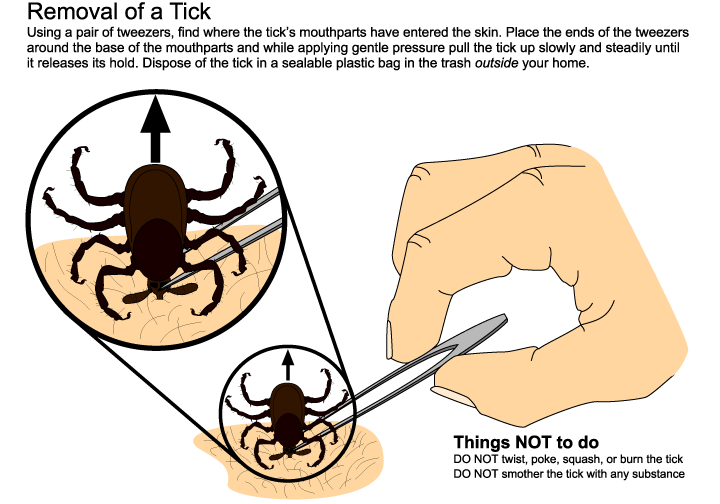 Removal of a Tick
Using a pair of tweezers, find where the tick's mouthparts have entered the skin. Place the ends of the tweezers
around the base of the mouthparts and while applying gentle pressure pull the tick up slowly and steadily until
it releases its hold. Dispose of the tick in a sealable plastic bag in the trash outside your home.
Things NOT to do
DO NOT twist, poke, squash, or burn the tick
DO NOT smother the tick with any substance